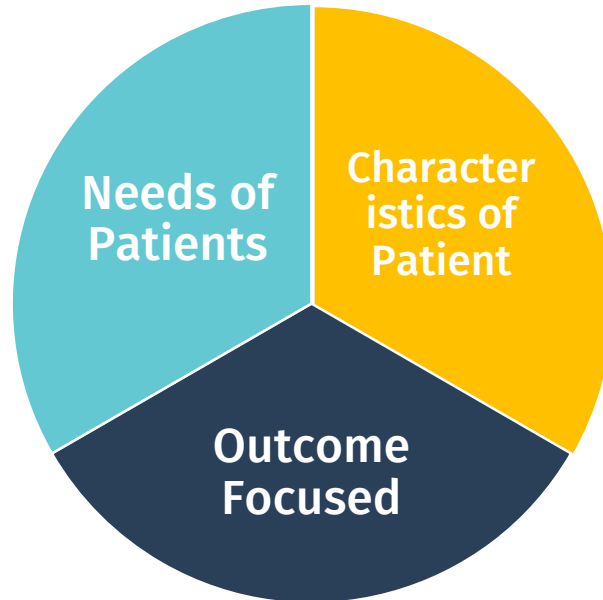 Needs of
Patients
Character
istics of
Patient
Outcome
Focused